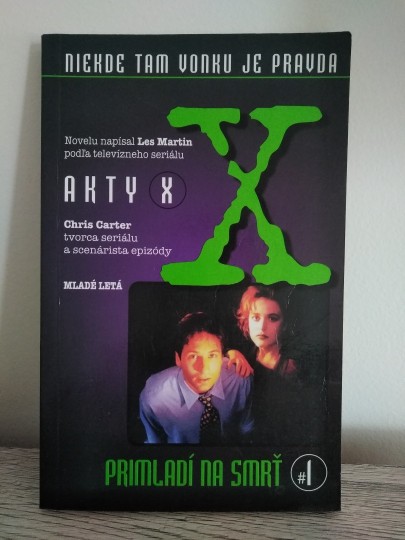 NIEKDE TAM VONKU JE PRAVDA
X
Novelu napísal Les Martin
podľa televízneho seriálu
AKTY X
Chris Carter
tvorca seriálu
a scenárista epizódy
MLADÉ LETÁ
PRIMLADÍ NA SMRŤ #1